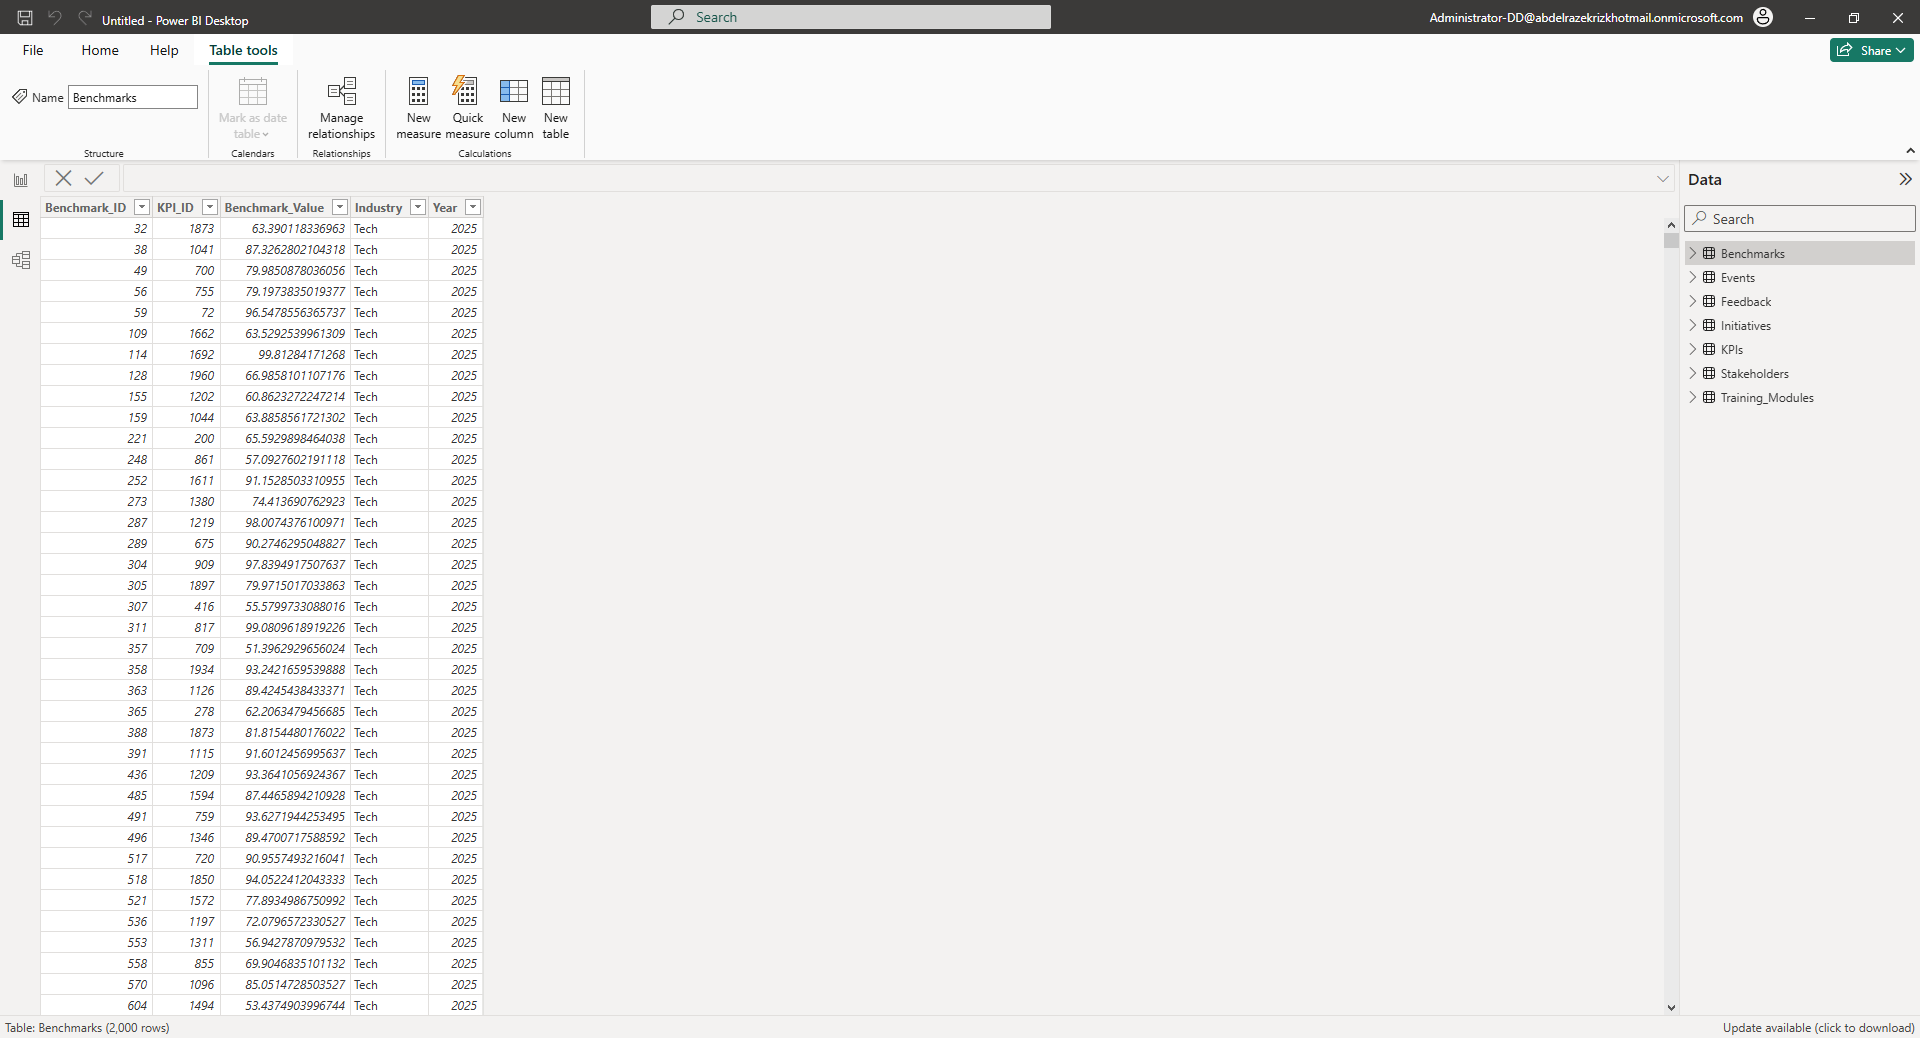 Untitled - Power BI Desktop
Search
Administrator-DD@abdelrazekrizkhotmail.onmicrosoft.com
File Home Help Table tools
Share
Name Benchmarks
Mark as date table
Manage relationships
New measure
Quick measure
New column
New table
Structure
Calendars
Relationships
Calculations
Data
Search
Benchmarks
Events
Feedback
Initiatives
KPIs
Stakeholders
Training_Modules
Benchmark_ID KPI_ID Benchmark_Value Industry Year
32 1873 63.390118336963 Tech 2025
38 1041 87.3262802104318 Tech 2025
49 700 79.9850878036056 Tech 2025
56 755 79.1973835019377 Tech 2025
59 72 96.5478556365737 Tech 2025
109 1662 63.5292539961309 Tech 2025
114 1692 99.81284171268 Tech 2025
128 1960 66.9858101107176 Tech 2025
155 1202 60.8623272247214 Tech 2025
159 1044 63.8858561721302 Tech 2025
221 200 65.5929898464038 Tech 2025
248 861 57.0927602191118 Tech 2025
252 1611 91.1528503310955 Tech 2025
273 1380 74.413690762923 Tech 2025
287 1219 98.0074376100971 Tech 2025
289 675 90.2746295048827 Tech 2025
304 909 97.8394917507637 Tech 2025
305 1897 79.9715017033863 Tech 2025
307 416 55.5799733088016 Tech 2025
311 817 99.0809618919226 Tech 2025
357 709 51.3962929656024 Tech 2025
358 1934 93.2421659539888 Tech 2025
363 1126 89.4245438433371 Tech 2025
365 278 62.2063479456685 Tech 2025
388 1873 81.8154480176022 Tech 2025
391 1115 91.6012456995637 Tech 2025
436 1209 93.3641056924367 Tech 2025
485 1594 87.4465894210928 Tech 2025
491 759 93.6271944253495 Tech 2025
496 1346 89.4700717588592 Tech 2025
517 720 90.9557493216041 Tech 2025
518 1850 94.0522412043333 Tech 2025
521 1572 77.8934986750992 Tech 2025
536 1197 72.0796572330527 Tech 2025
553 1311 56.9427870979532 Tech 2025
558 855 69.9046835101132 Tech 2025
570 1096 85.0514728503527 Tech 2025
604 1494 53.4374903996744 Tech 2025
Table: Benchmarks (2,000 rows)
Update available (click to download)